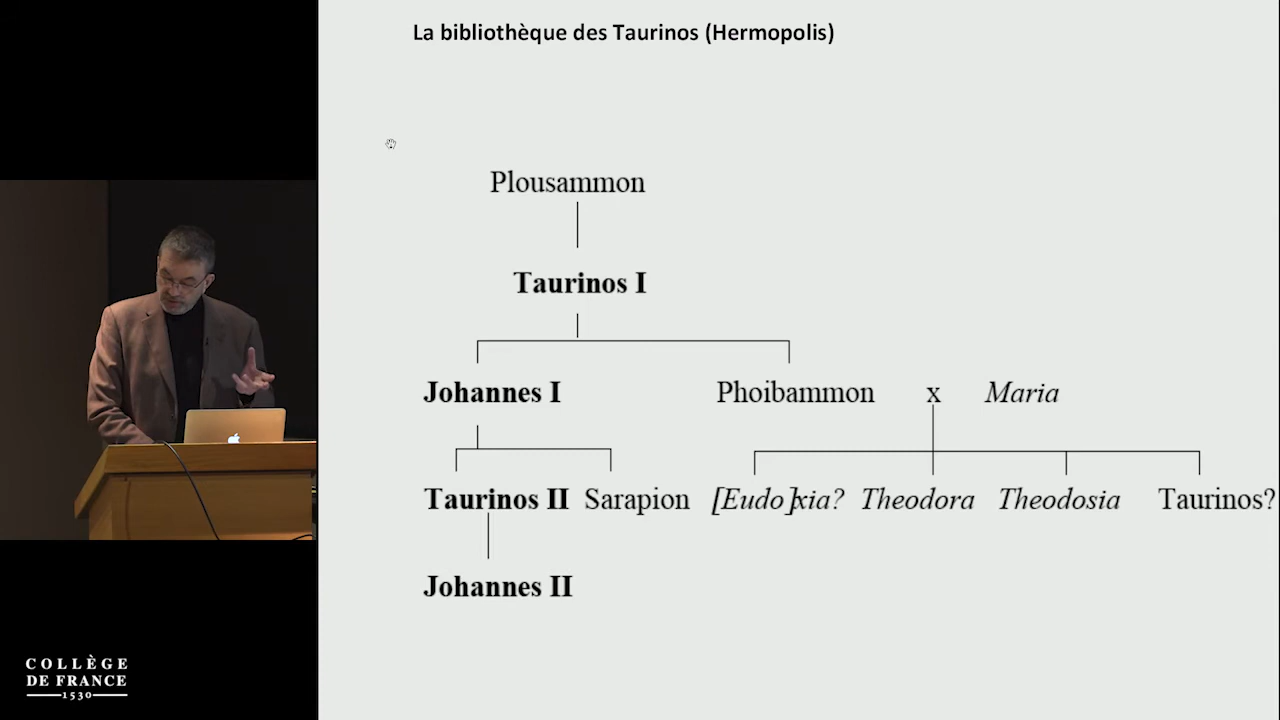 La bibliothèque des Taurinos (Hermopolis)
Plousammon
Taurinos I
Johannes I Phoibammon x Maria
Taurinos II Sarapion [Eudo]xia? Theodora Theodosia Taurinos?
Johannes II
COLLÈGE
DE FRANCE
1530